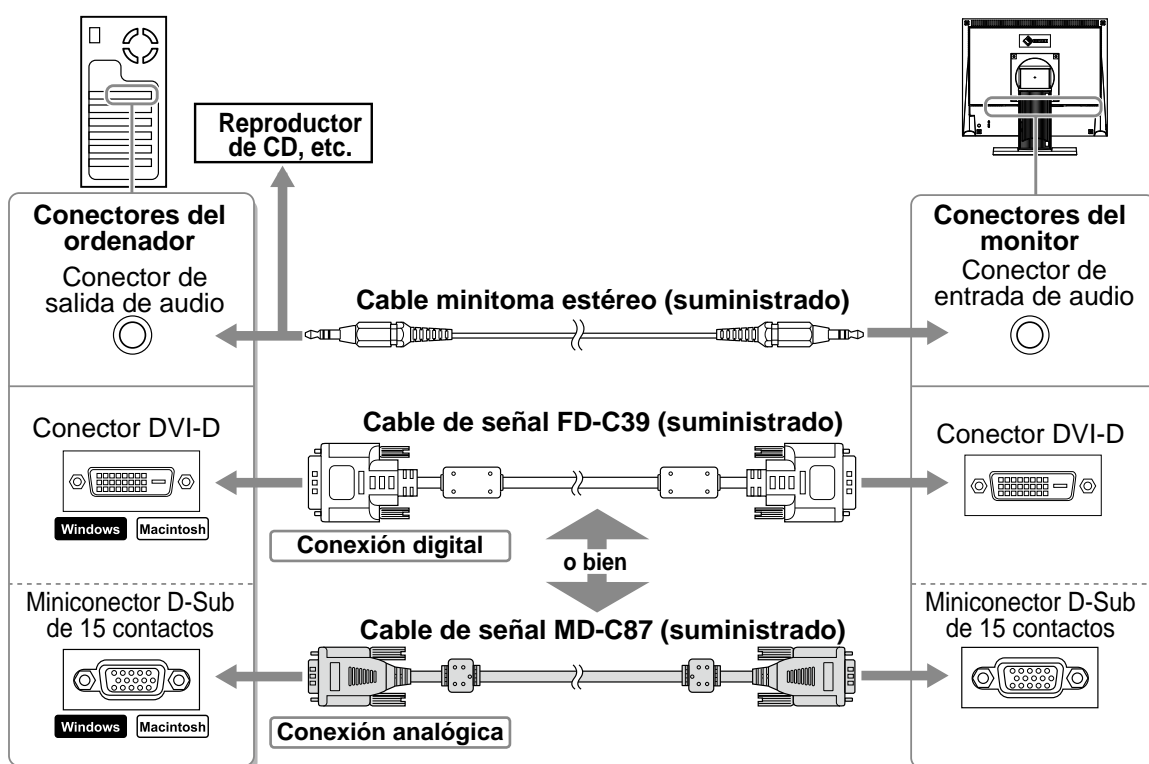 Reproductor
de CD, etc.
Conectores del
ordenador
Conector de
salida de audio
Cable minitoma estéreo (suministrado)
Conectores del
monitor
Conector de
entrada de audio
Conector DVI-D
Windows
Macintosh
Cable de señal FD-C39 (suministrado)
Conexión digital
Conector DVI-D
o bien
Miniconector D-Sub
de 15 contactos
Windows
Macintosh
Cable de señal MD-C87 (suministrado)
Conexión analógica
Miniconector D-Sub
de 15 contactos